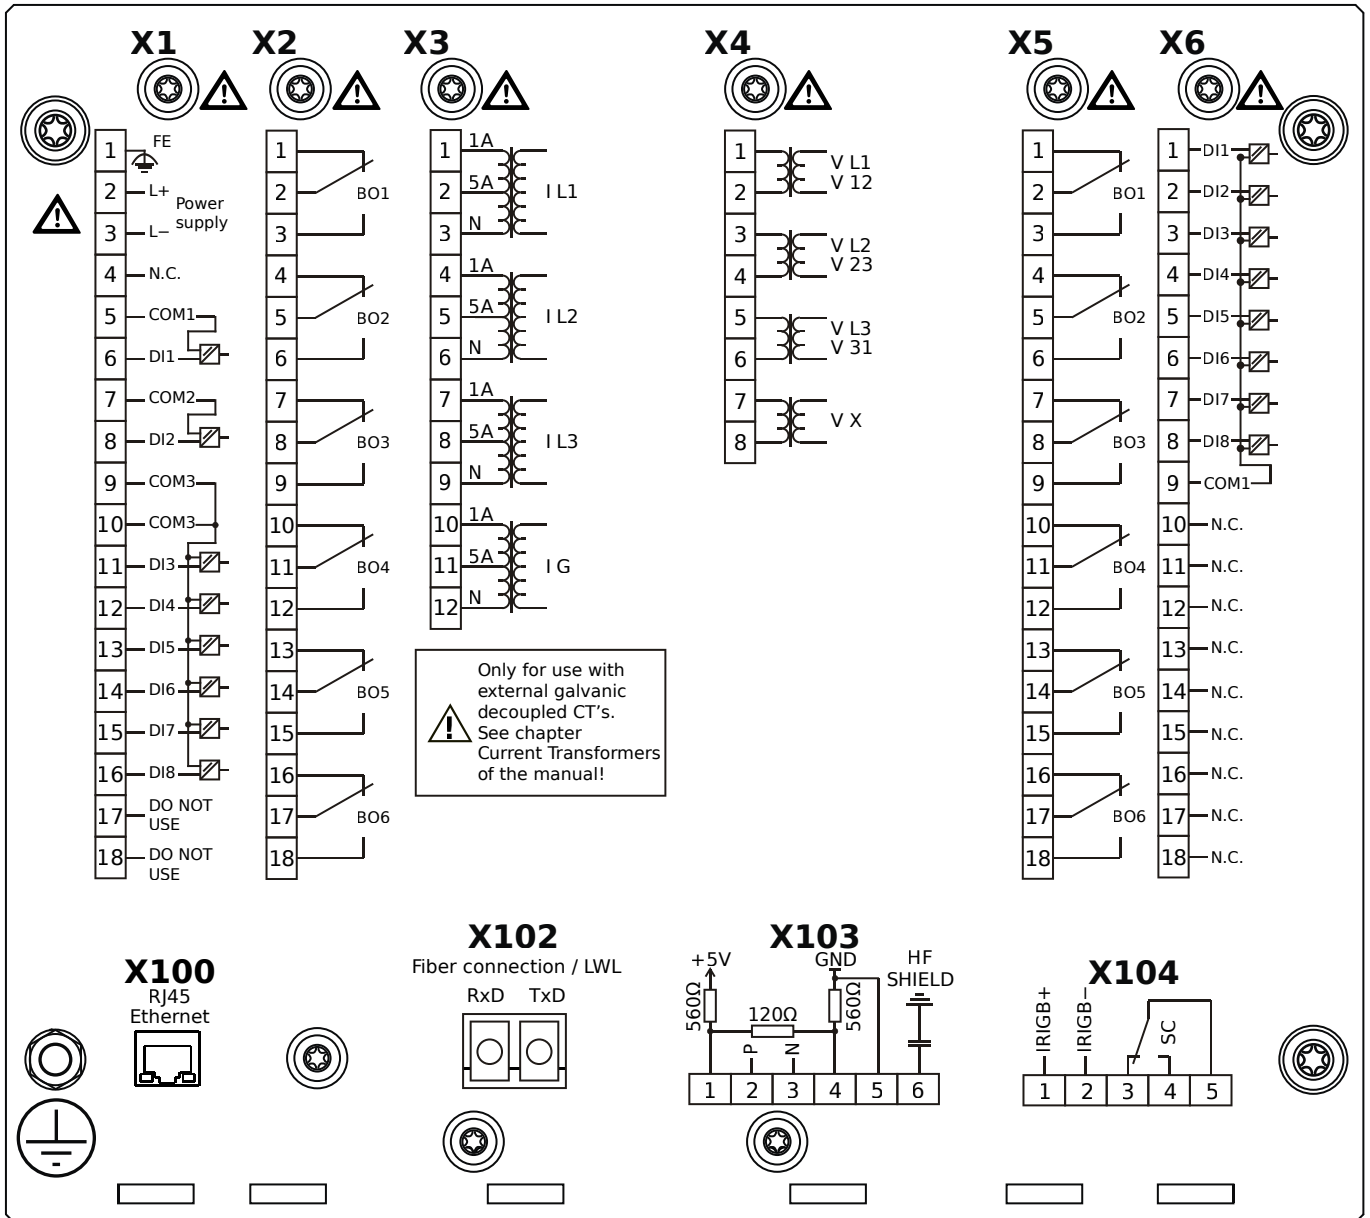 X1 X2 X3 X4 X5 X6
1 FE
2 L+
Power
supply
3 L−
4 N.C.
5 COM1
6 DI1
7 COM2
8 DI2
9 COM3
10 COM3
11 DI3
12 DI4
13 DI5
14 DI6
15 DI7
16 DI8
17 DO NOT
USE
18 DO NOT
USE
1
2 BO1
3
4
5 BO2
6
7
8 BO3
9
10
11 BO4
12
13
14 BO5
15
16
17 BO6
18
1 1A
2 5A I L1
3 N
4 1A
5 5A I L2
6 N
7 1A
8 5A I L3
9 N
10 1A
11 5A I G
12 N
Only for use with
external galvanic
decoupled CT's.
See chapter
Current Transformers
of the manual!
1 V L1
2 V 12
3 V L2
4 V 23
5 V L3
6 V 31
7 V X
8
1
2 BO1
3
4
5 BO2
6
7
8 BO3
9
10
11 BO4
12
13
14 BO5
15
16
17 BO6
18
1 DI1
2 DI2
3 DI3
4 DI4
5 DI5
6 DI6
7 DI7
8 DI8
9 COM1
10 N.C.
11 N.C.
12 N.C.
13 N.C.
14 N.C.
15 N.C.
16 N.C.
17 N.C.
18 N.C.
X100
RJ45
Ethernet
X102
Fiber connection / LWL
RxD TxD
X103
+5V GND HF
SHIELD
560Ω 120Ω 560Ω
P N
1 2 3 4 5 6
X104
IRIGB+ IRIGB− SC
1 2 3 4 5